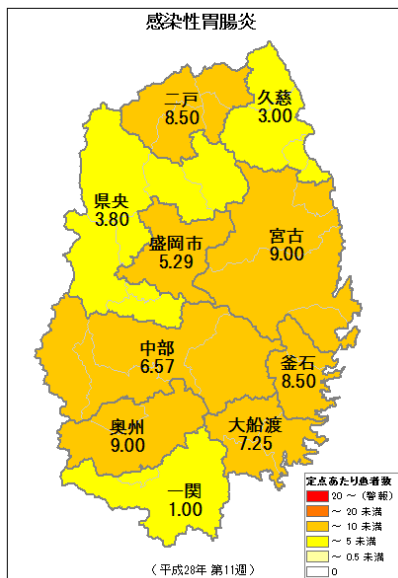 感染性胃腸炎
二戸
8.50
久慈
3.00
県央
3.80
盛岡市
5.29
宮古
9.00
中部
6.57
釜石
8.50
奥州
9.00
大船渡
7.25
一関
1.00
定点あたり患者数
20 ~ (警報)
~ 20 未満
~ 10 未満
~ 5 未満
~ 0.5 未満
0
(平成28年 第11週)